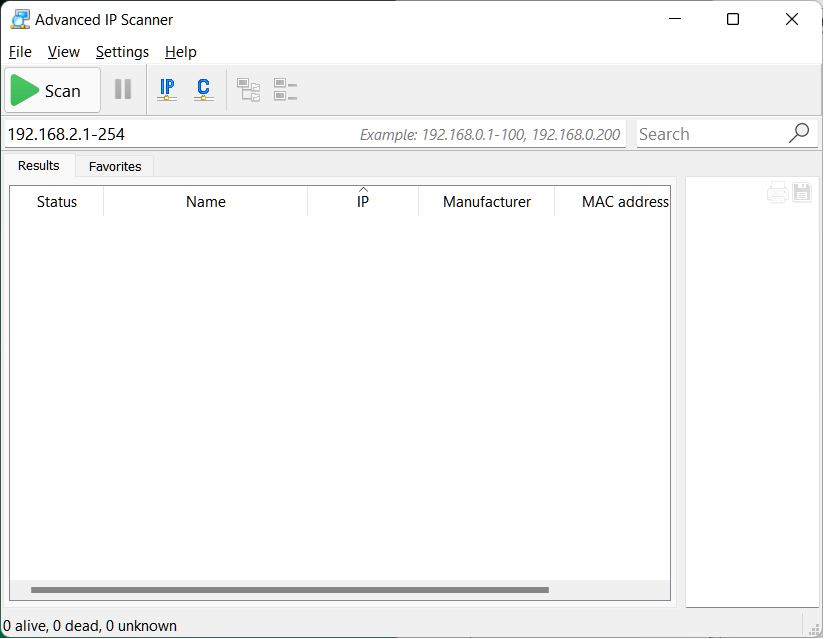 Advanced IP Scanner
File View Settings Help
Scan IP C
192.168.2.1-254 Example: 192.168.0.1-100, 192.168.0.200 Search
Results Favorites
Status Name IP Manufacturer MAC address
0 alive, 0 dead, 0 unknown